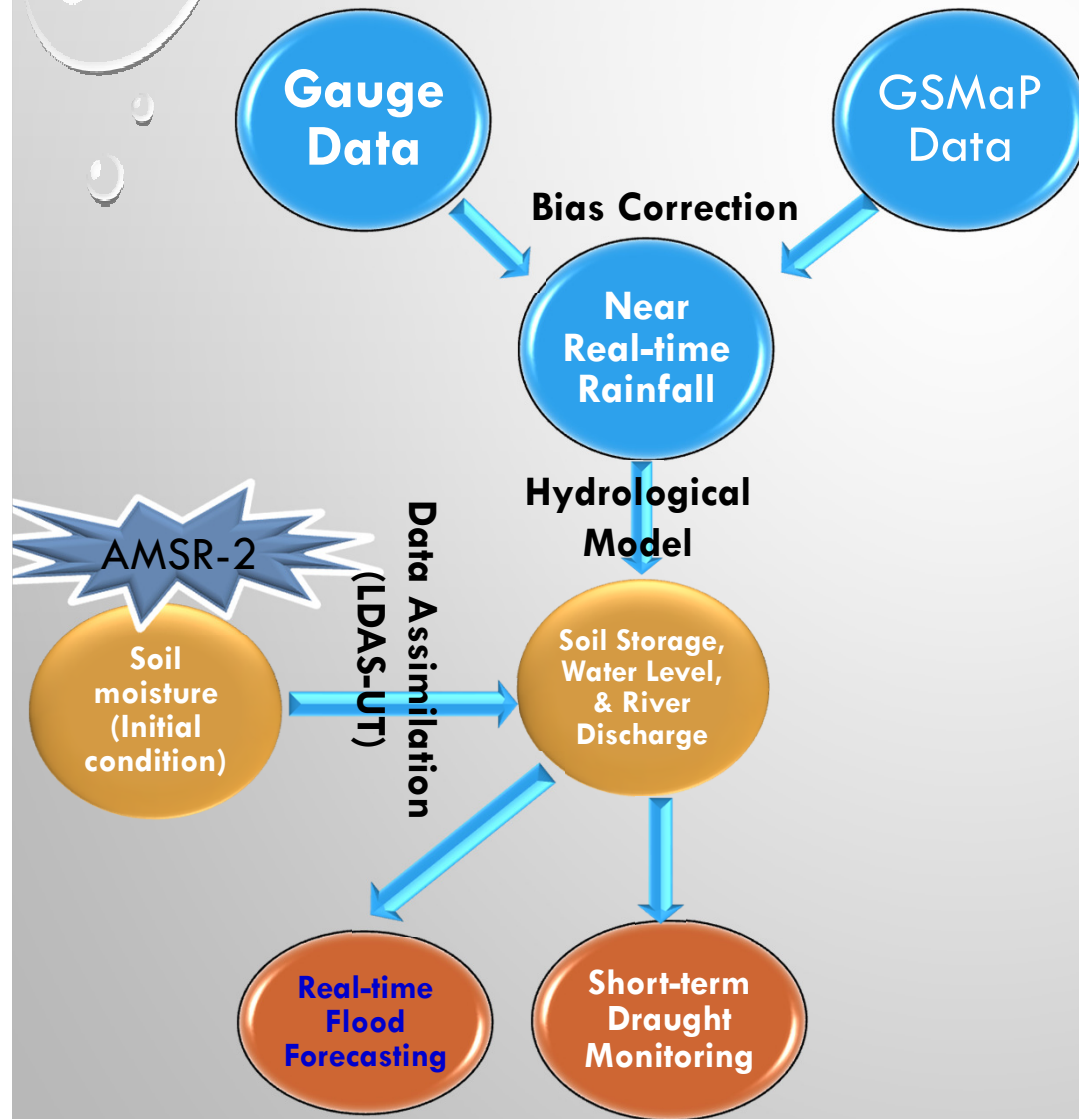 Gauge
Data
GSMaP
Data
Bias Correction
Near
Real-time
Rainfall
Hydrological
Model
AMSR-2
Soil
moisture
(Initial
condition)
Data Assimilation
(LDAS-UT)
Soil Storage,
Water Level,
& River
Discharge
Real-time
Flood
Forecasting
Short-term
Draught
Monitoring